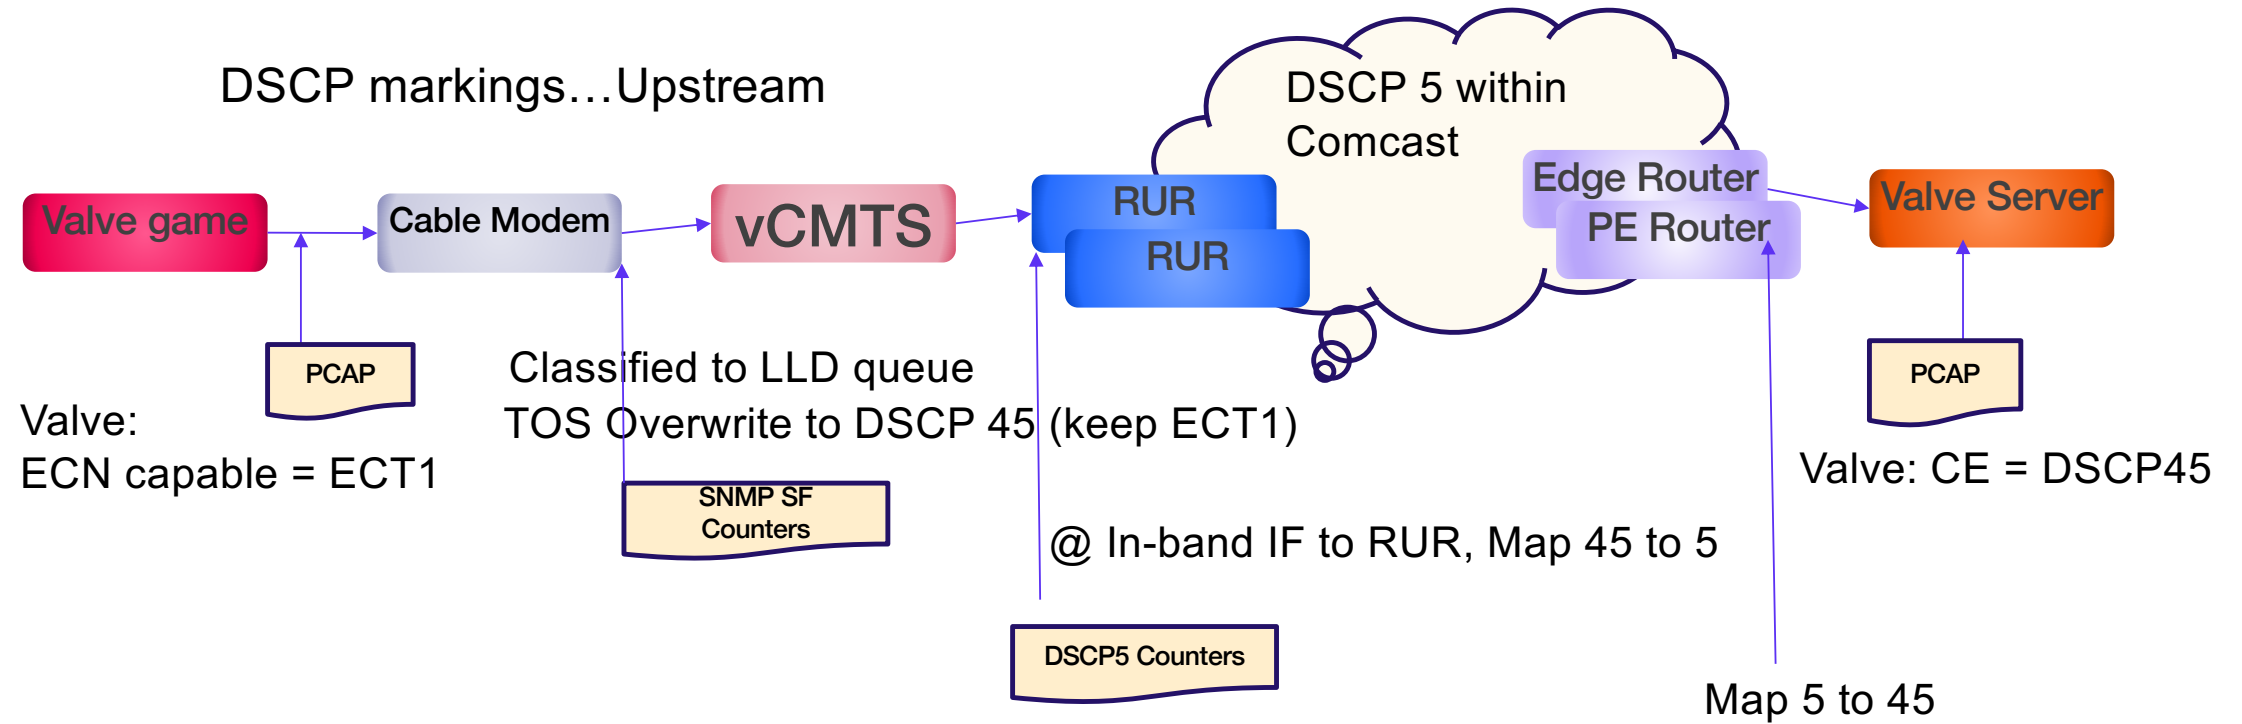 DSCP markings…Upstream
DSCP 5 within
Comcast
Valve game
Cable Modem
vCMTS
RUR
RUR
Edge Router
PE Router
Valve Server
PCAP
Classified to LLD queue
TOS Overwrite to DSCP 45 (keep ECT1)
PCAP
Valve:
ECN capable = ECT1
Valve: CE = DSCP45
SNMP SF
Counters
@ In-band IF to RUR, Map 45 to 5
DSCP5 Counters
Map 5 to 45